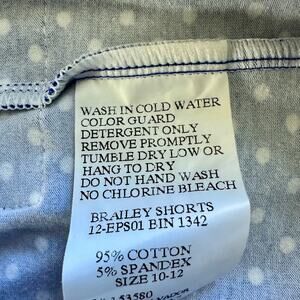 WASH IN COLD WATER
COLOR GUARD
DETERGENT ONLY
REMOVE PROMPTLY
TUMBLE DRY LOW OR
HANG TO DRY
DO NOT HAND WASH
NO CHLORINE BLEACH
BRAILEY SHORTS
12-EPS01 BIN 1342
95% COTTON
5% SPANDEX
SIZE 10-12
53580